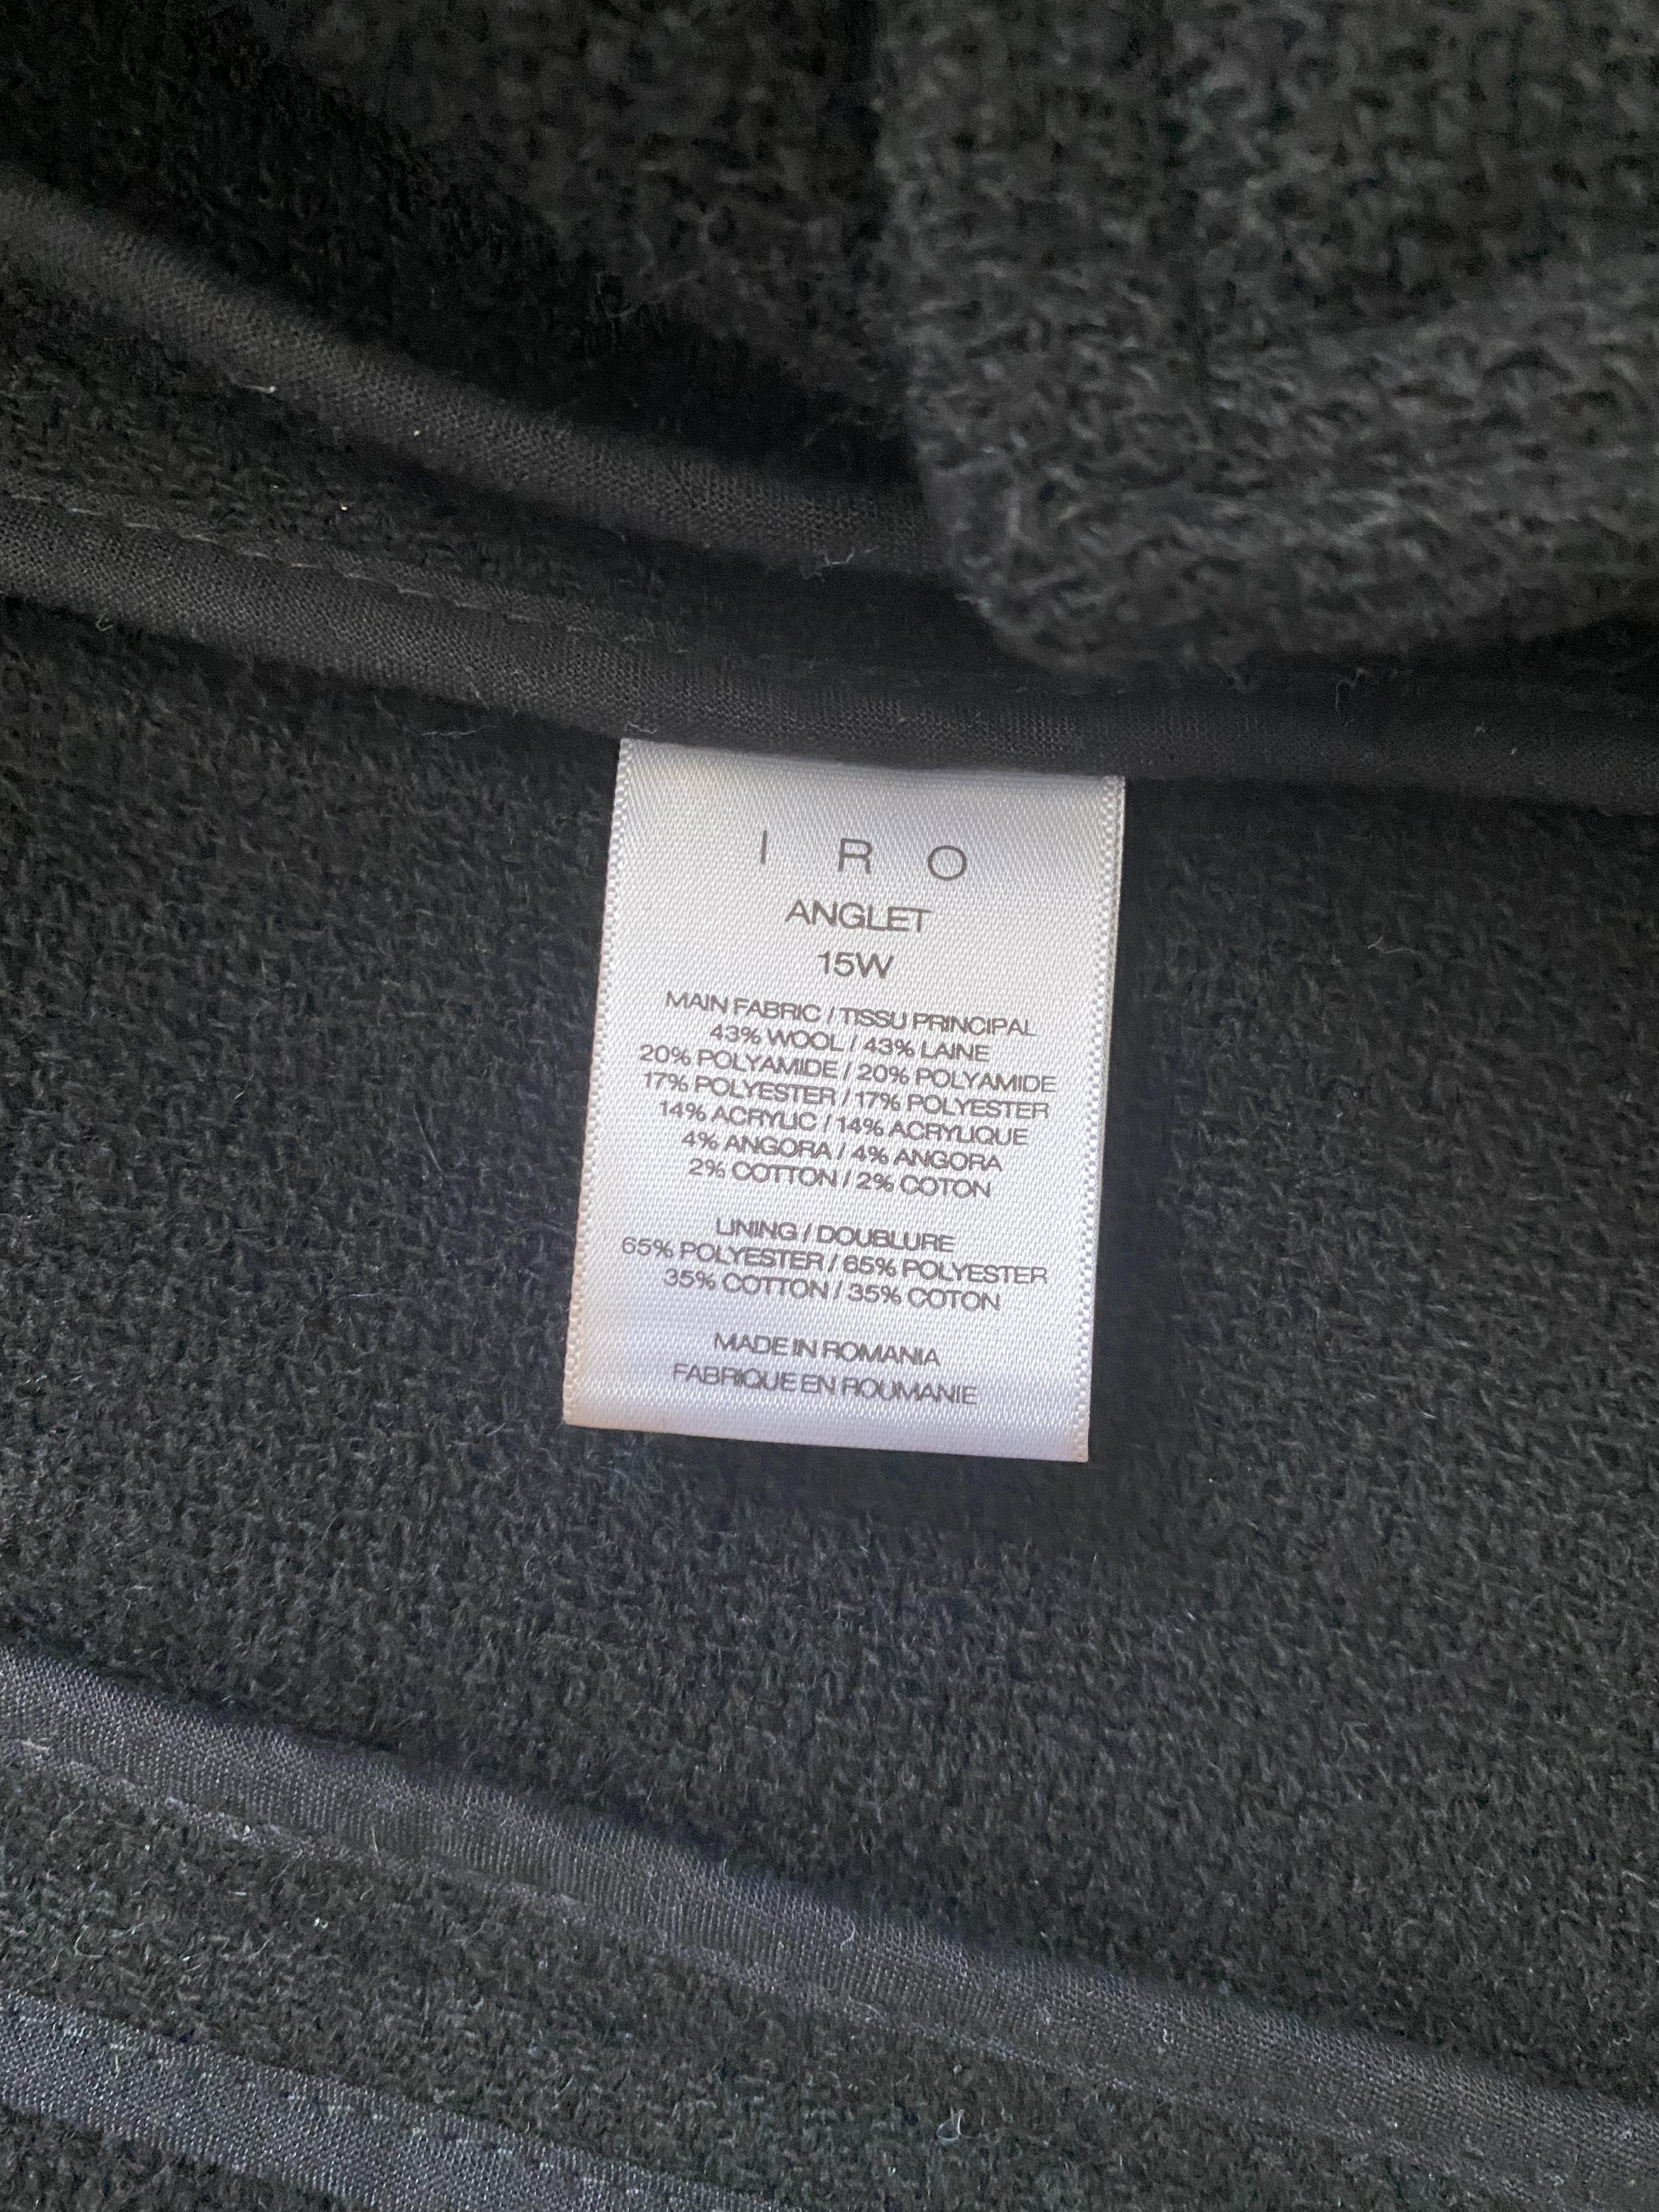 I R O
ANGLET
15W
MAIN FABRIC / TISSU PRINCIPAL
43% WOOL / 43% LAINE
20% POLYAMIDE / 20% POLYAMIDE
17% POLYESTER / 17% POLYESTER
14% ACRYLIC / 14% ACRYLIQUE
4% ANGORA / 4% ANGORA
2% COTTON / 2% COTON
LINING / DOUBLURE
65% POLYESTER / 65% POLYESTER
35% COTTON / 35% COTON
MADE IN ROMANIA
FABRIQUE EN ROUMANIE